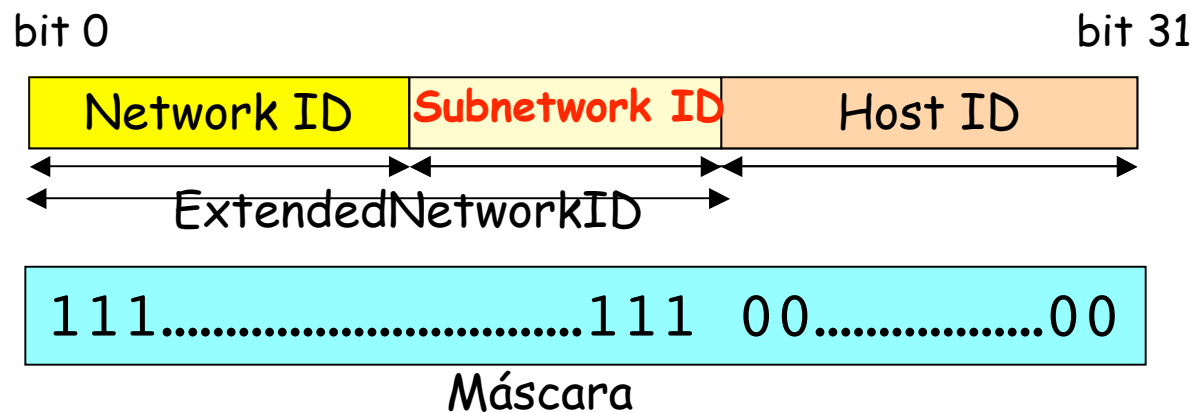 bit 0 bit 31
Network ID Subnetwork ID Host ID
ExtendedNetworkID
111.................................111 00..................00
Máscara